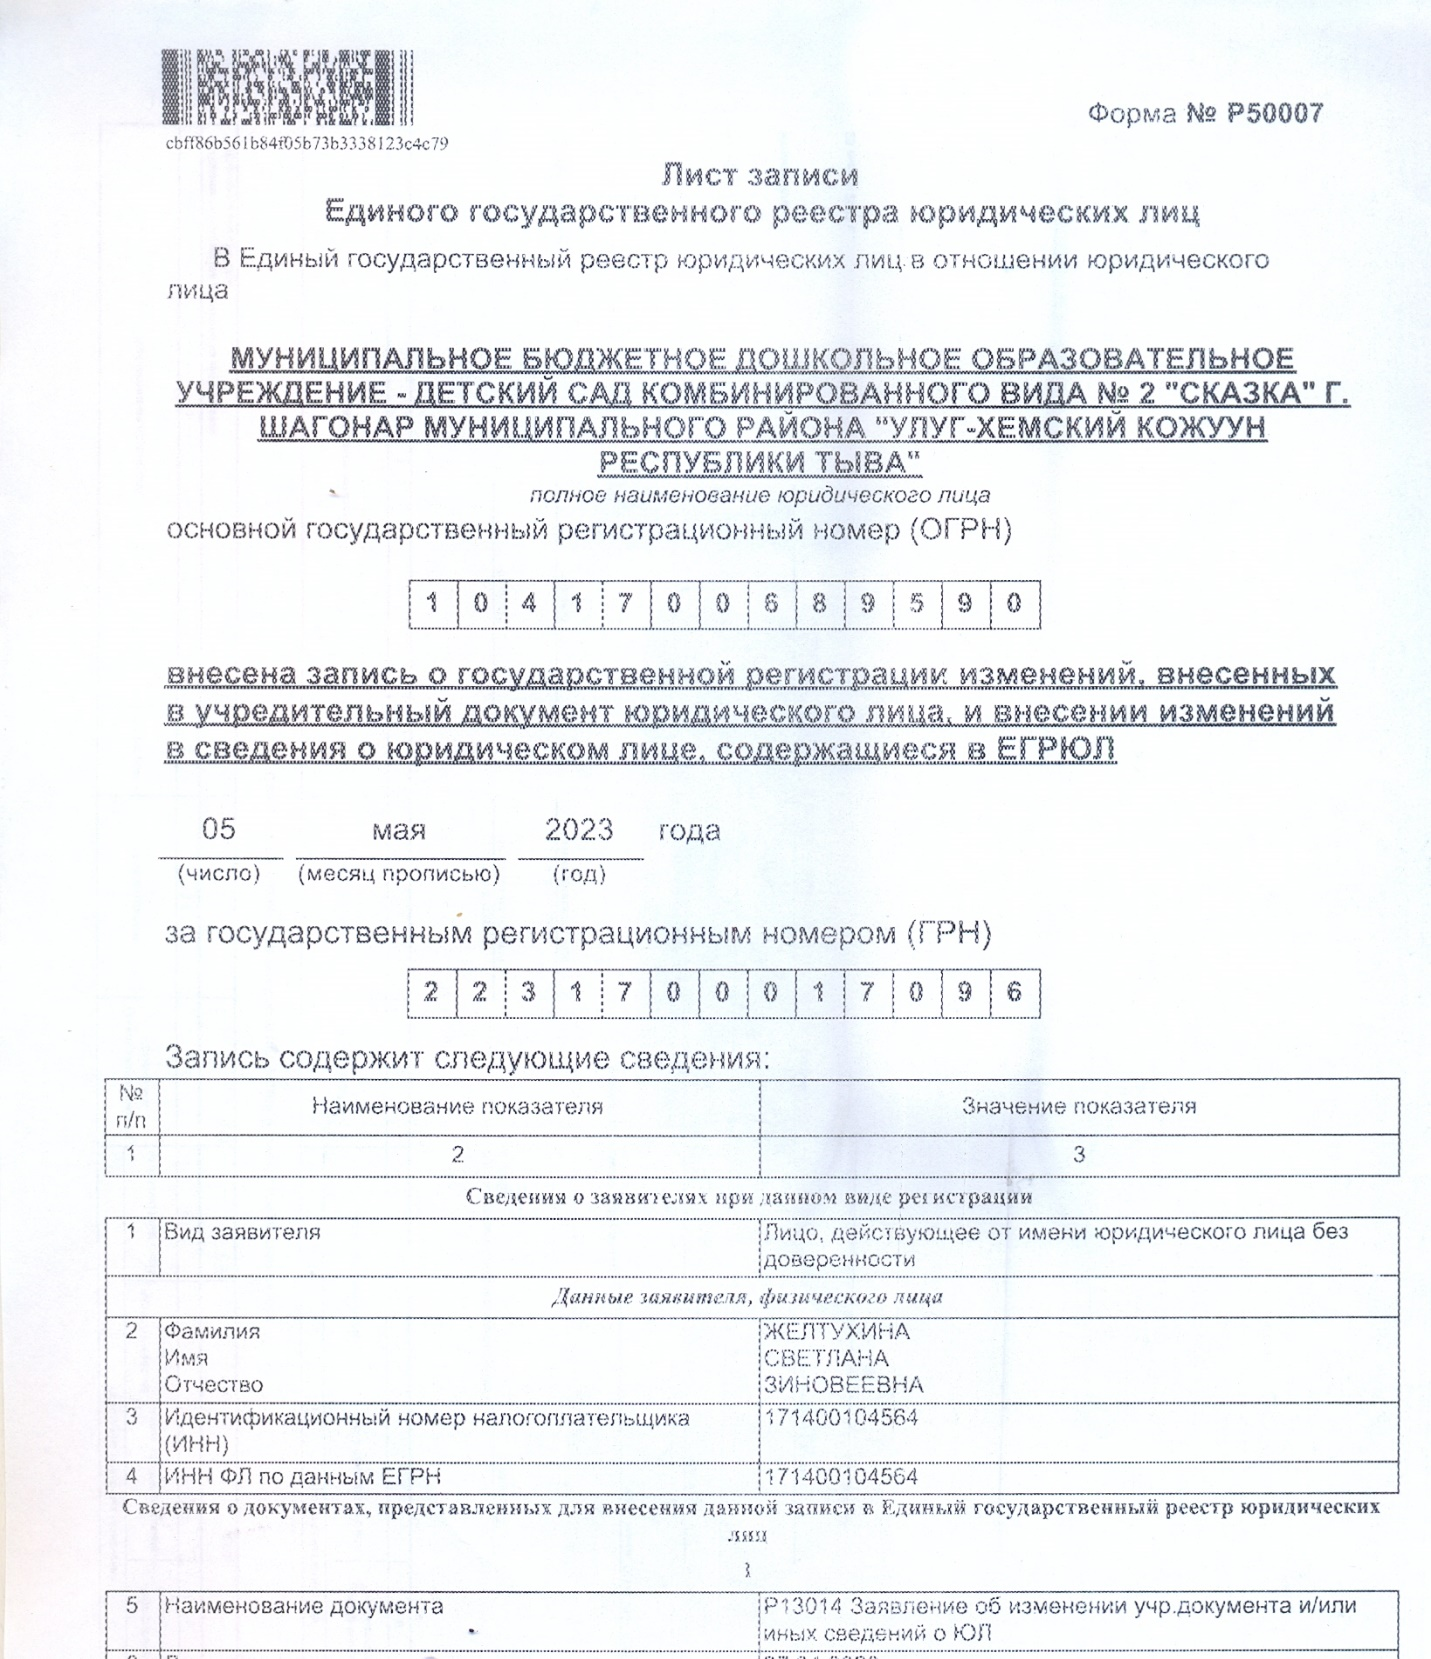 cbff86b561b84f05b73b3338123c4c79
Форма № Р50007
Лист записи
Единого государственного реестра юридических лиц
В Единый государственный реестр юридических лиц в отношении юридического
лица
МУНИЦИПАЛЬНОЕ БЮДЖЕТНОЕ ДОШКОЛЬНОЕ ОБРАЗОВАТЕЛЬНОЕ
УЧРЕЖДЕНИЕ - ДЕТСКИЙ САД КОМБИНИРОВАННОГО ВИДА № 2 "СКАЗКА" Г.
ШАГОНАР МУНИЦИПАЛЬНОГО РАЙОНА "УЛУГ-ХЕМСКИЙ КОЖУУН
РЕСПУБЛИКИ ТЫВА"
полное наименование юридического лица
основной государственный регистрационный номер (ОГРН)
1 0 4 1 7 0 0 6 8 9 5 9 0
внесена запись о государственной регистрации изменений, внесенных
в учредительный документ юридического лица, и внесении изменений
в сведения о юридическом лице, содержащиеся в ЕГРЮЛ
05 мая 2023 года
(число) (месяц прописью) (год)
за государственным регистрационным номером (ГРН)
2 2 3 1 7 0 0 0 1 7 0 9 6
Запись содержит следующие сведения:
№ п/п Наименование показателя Значение показателя
1 2 3
Сведения о заявителях при данном виде регистрации
1 Вид заявителя Лицо, действующее от имени юридического лица без
доверенности
Данные заявителя, физического лица
2 Фамилия ЖЕЛТУХИНА
Имя СВЕТЛАНА
Отчество ЗИНОВЕЕВНА
3 Идентификационный номер налогоплательщика 171400104564
(ИНН)
4 ИНН ФЛ по данным ЕГРН 171400104564
Сведения о документах, представленных для внесения данной записи в Единый государственный реестр юридических
лиц
1
5 Наименование документа Р13014 Заявление об изменении учр.документа и/или
иных сведений о ЮЛ